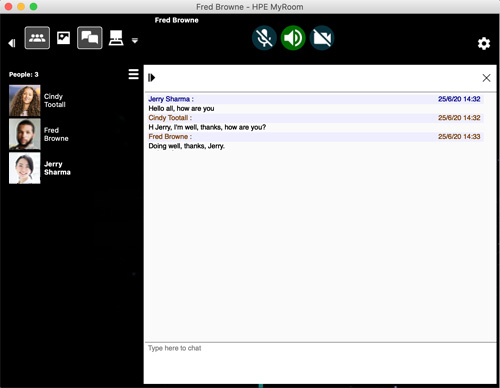 Fred Browne - HPE MyRoom
Fred Browne
People: 3
Cindy
Tootall
Fred
Browne
Jerry
Sharma
Jerry Sharma : 25/6/20 14:32
Hello all, how are you
Cindy Tootall : 25/6/20 14:32
H Jerry, I'm well, thanks, how are you?
Fred Browne : 25/6/20 14:33
Doing well, thanks, Jerry.
Type here to chat